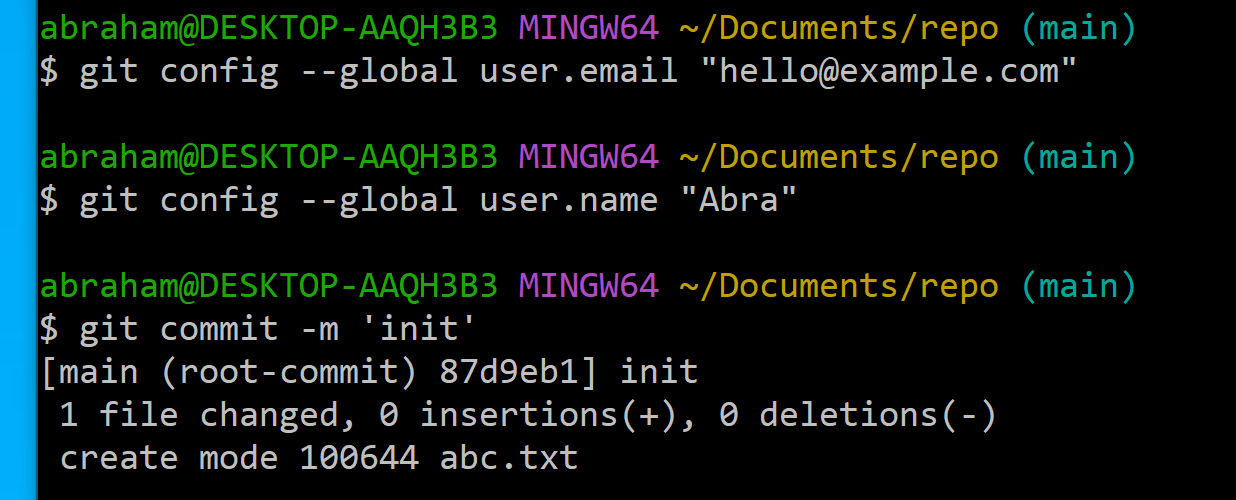 abraham@DESKTOP-AAQH3B3 MINGW64 ~/Documents/repo (main)
$ git config --global user.email "hello@example.com"
abraham@DESKTOP-AAQH3B3 MINGW64 ~/Documents/repo (main)
$ git config --global user.name "Abra"
abraham@DESKTOP-AAQH3B3 MINGW64 ~/Documents/repo (main)
$ git commit -m 'init'
[main (root-commit) 87d9eb1] init
 1 file changed, 0 insertions(+), 0 deletions(-)
 create mode 100644 abc.txt